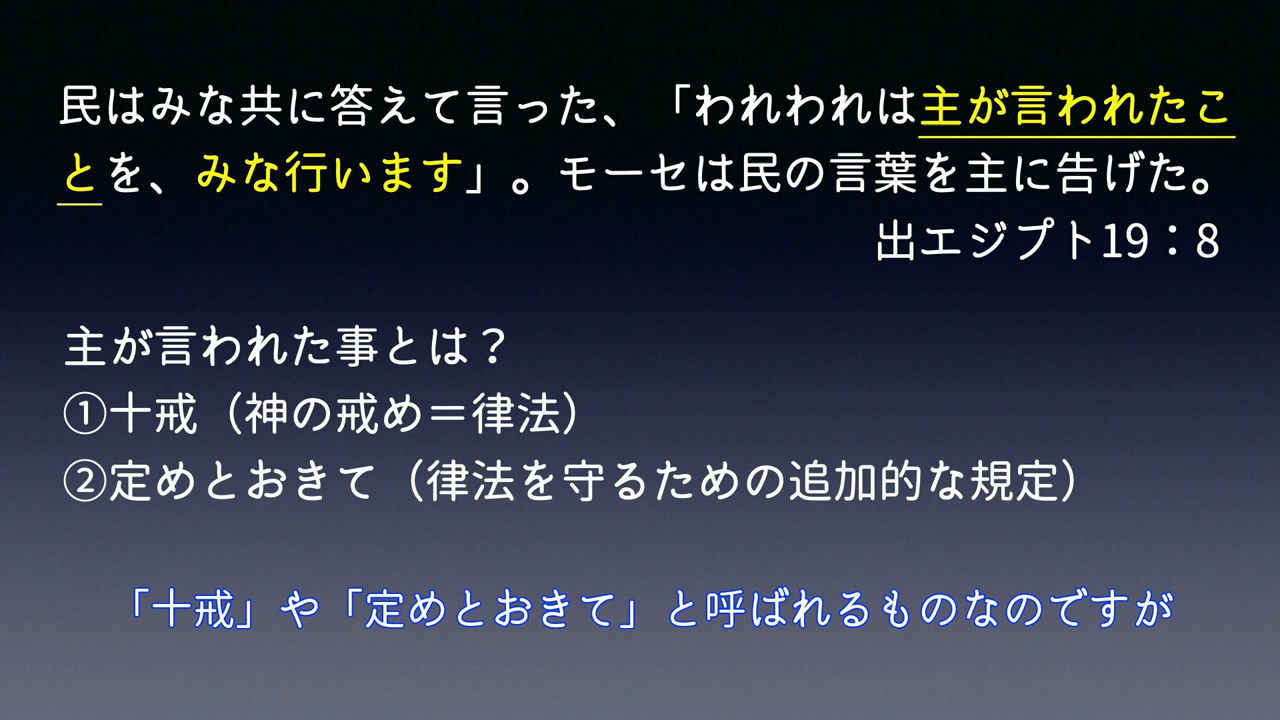 民はみな共に答えて言った、「われわれは主が言われたこ
とを、みな行います」。モーセは民の言葉を主に告げた。
出エジプト19：8
主が言われた事とは？
①十戒（神の戒め＝律法）
②定めとおきて（律法を守るための追加的な規定）
「十戒」や「定めとおきて」と呼ばれるものなのですが